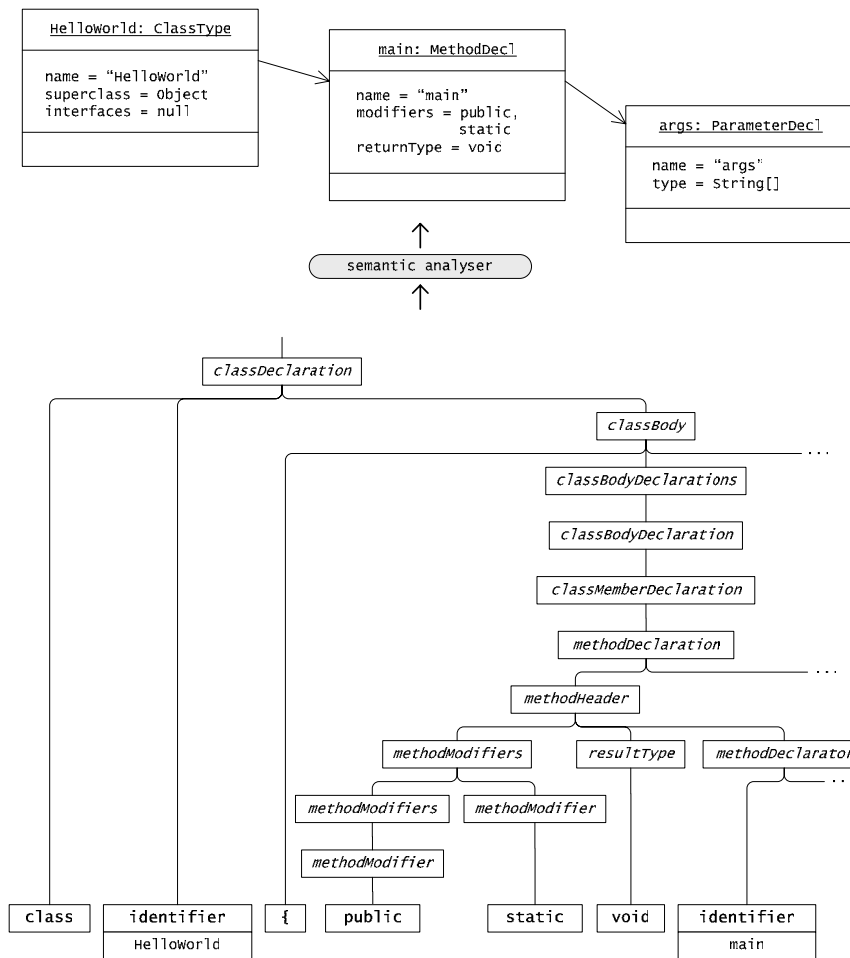 HelloWorld: ClassType
name = “HelloWorld”
superclass = Object
interfaces = null
main: MethodDecl
name = “main”
modifiers = public,
static
returnType = void
args: ParameterDecl
name = “args”
type = String[]
semantic analyser
classDeclaration
classBody
...
classBodyDeclarations
classBodyDeclaration
classMemberDeclaration
methodDeclaration
...
methodHeader
methodModifiers
resultType
methodDeclarator
...
methodModifiers
methodModifier
methodModifier
class
identifier
HelloWorld
{
public
static
void
identifier
main